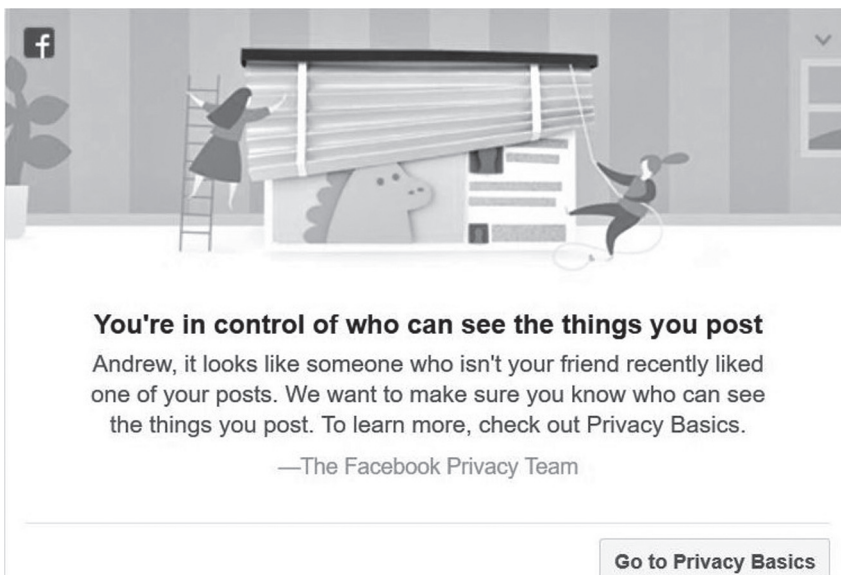 f
You're in control of who can see the things you post
Andrew, it looks like someone who isn't your friend recently liked
one of your posts. We want to make sure you know who can see
the things you post. To learn more, check out Privacy Basics.
—The Facebook Privacy Team
Go to Privacy Basics